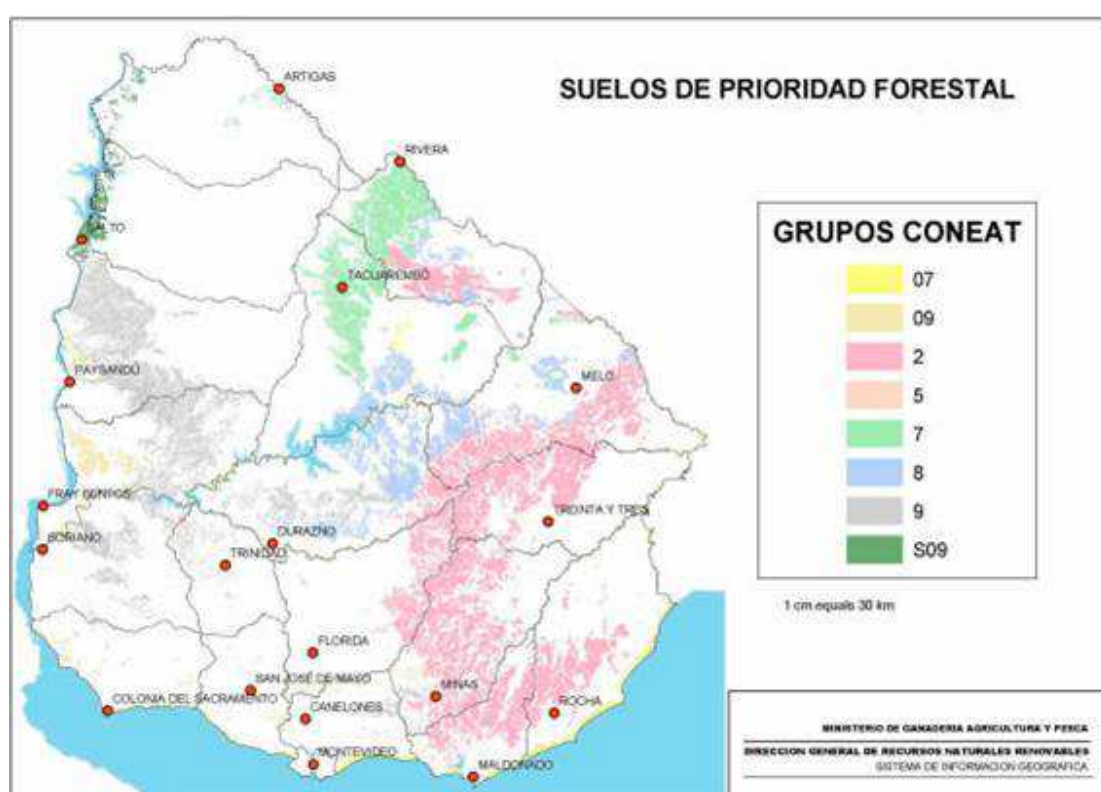 SUELOS DE PRIORIDAD FORESTAL
ARTIGAS
RIVERA
SALTO
TACUAREMBÓ
PAYSANDÚ
MELO
FRAY BENTOS
SORIANO
TREINTA Y TRES
DURAZNO
TRINIDAD
FLORIDA
SAN JOSÉ DE MAYO
MINAS
COLONIA DEL SACRAMENTO
CANELONES
ROCHA
MONTEVIDEO
MALDONADO
GRUPOS CONEAT
07
09
2
5
7
8
9
S09
1 cm equals 30 km
MINISTERIO DE GANADERIA AGRICULTURA Y PESCA
DIRECCION GENERAL DE RECURSOS NATURALES RENOVABLES
SISTEMA DE INFORMACION GEOGRAFICA